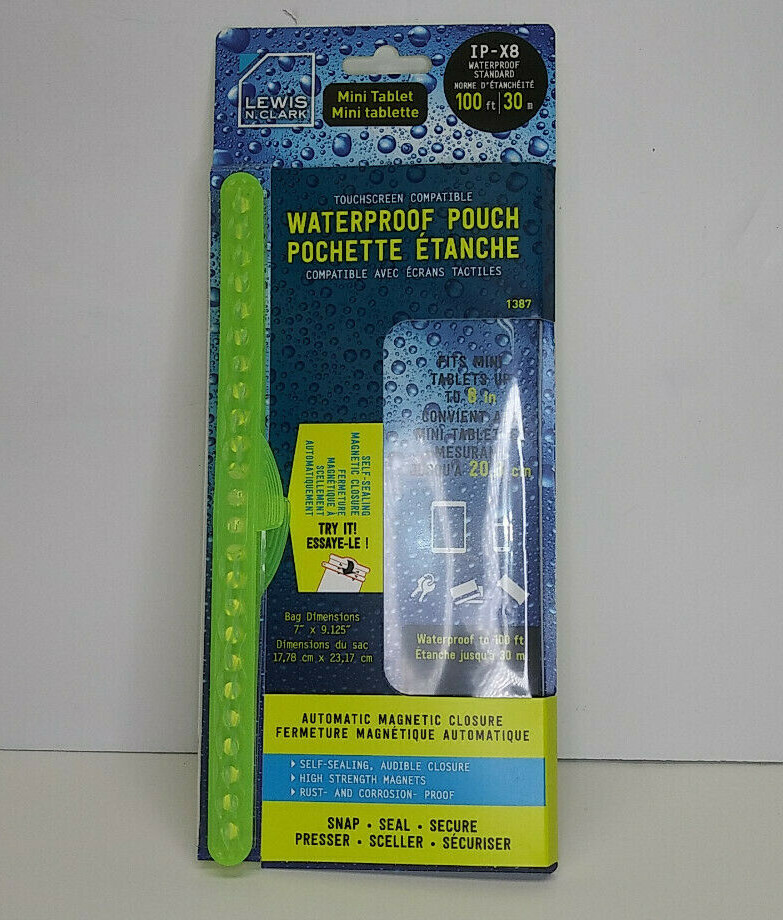 LEWIS
N. CLARK
Mini Tablet
Mini tablette
IP-X8
WATERPROOF
STANDARD
NORME D'ÉTANCHÉITÉ
100 ft | 30 m
TOUCHSCREEN COMPATIBLE
WATERPROOF POUCH
POCHETTE ÉTANCHE
COMPATIBLE AVEC ÉCRANS TACTILES
1387
FITS MINI
TABLETS UP
TO 8 in
CONVIENT
MINI TABLET
MESURA
SELF-SEALING
MAGNETIC CLOSURE
FERMETURE
MAGNÉTIQUE À
SCELLEMENT
AUTOMATIQUEMENT
TRY IT!
ESSAYE-LE !
Bag Dimensions
7" x 9.125"
Dimensions du sac
17,78 cm x 23,17 cm
Waterproof to 100 ft
Étanche jusqu'à 30 m
AUTOMATIC MAGNETIC CLOSURE
FERMETURE MAGNÉTIQUE AUTOMATIQUE
SELF-SEALING, AUDIBLE CLOSURE
HIGH STRENGTH MAGNETS
RUST- AND CORROSION- PROOF
SNAP • SEAL • SECURE
PRESSER • SCELLER • SÉCURISER